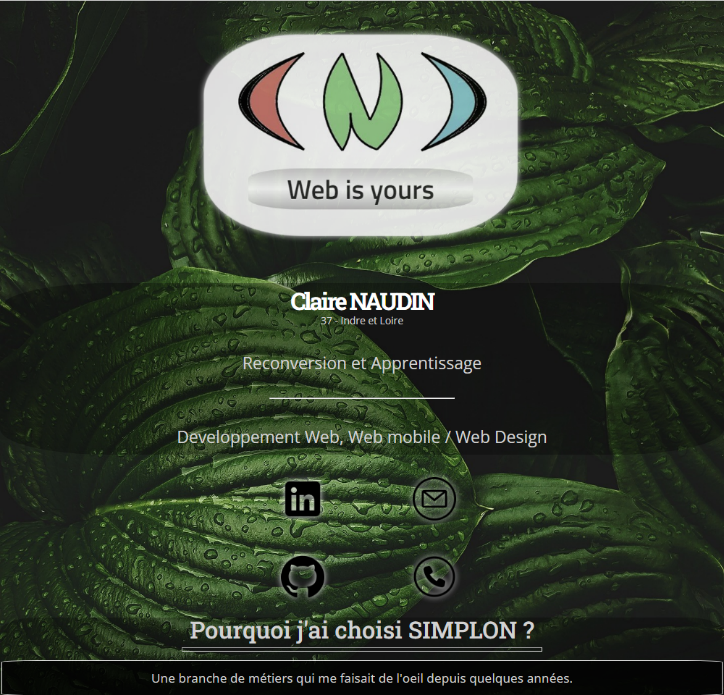 N
Web is yours
Claire NAUDIN
37 - Indre et Loire
Reconversion et Apprentissage
Developpement Web, Web mobile / Web Design
in
Pourquoi j'ai choisi SIMPLON ?
Une branche de métiers qui me faisait de l'oeil depuis quelques années.